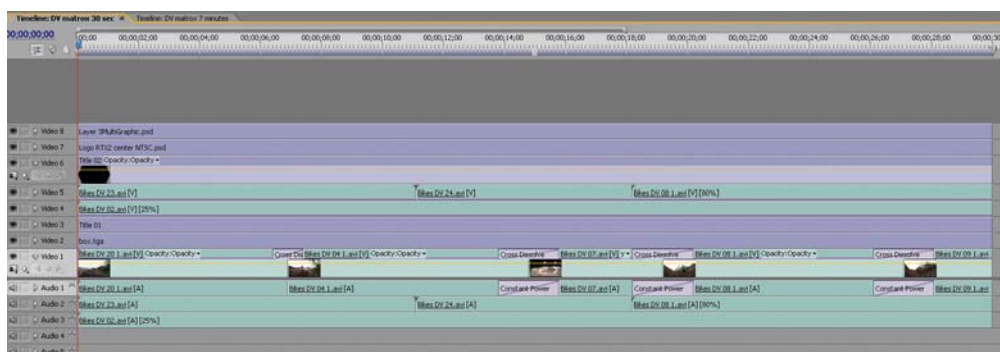 Timeline: DV matrox 30 sec Timeline: DV matrox 7 minutes
00;00;00;00 00;00 00;00;02;00 00;00;04;00 00;00;06;00 00;00;08;00 00;00;10;00 00;00;12;00 00;00;14;00 00;00;16;00 00;00;18;00 00;00;20;00 00;00;22;00 00;00;24;00 00;00;26;00 00;00;28;00 00;00;30
Video 8 Layer 3MultiGraphic.psd
Video 7 Logo RTX2 center NTSC.psd
Video 6 Title 02 Opacity:Opacity
Video 5 Bikes DV 23.avi [V] Bikes DV 24.avi [V] Bikes DV 08 1.avi [V] [80%]
Video 4 Bikes DV 02.avi [V] [25%]
Video 3 Title 01
Video 2 box.tga
Video 1 Bikes DV 20 1.avi [V] Opacity:Opacity Bikes DV 04 1.avi [V] Opacity:Opacity Cross Dissolve Bikes DV 07.avi [V] Cross Dissolve Bikes DV 08 1.avi [V] Opacity:Opacity Cross Dissolve Bikes DV 09 1.avi
Audio 1 Bikes DV 20 1.avi [A] Bikes DV 04 1.avi [A] Constant Power Bikes DV 07.avi [A] Constant Power Bikes DV 08 1.avi [A] Constant Power Bikes DV 09 1.avi
Audio 2 Bikes DV 23.avi [A] Bikes DV 24.avi [A] Bikes DV 08 1.avi [A] [80%]
Audio 3 Bikes DV 02.avi [A] [25%]
Audio 4
Audio 5